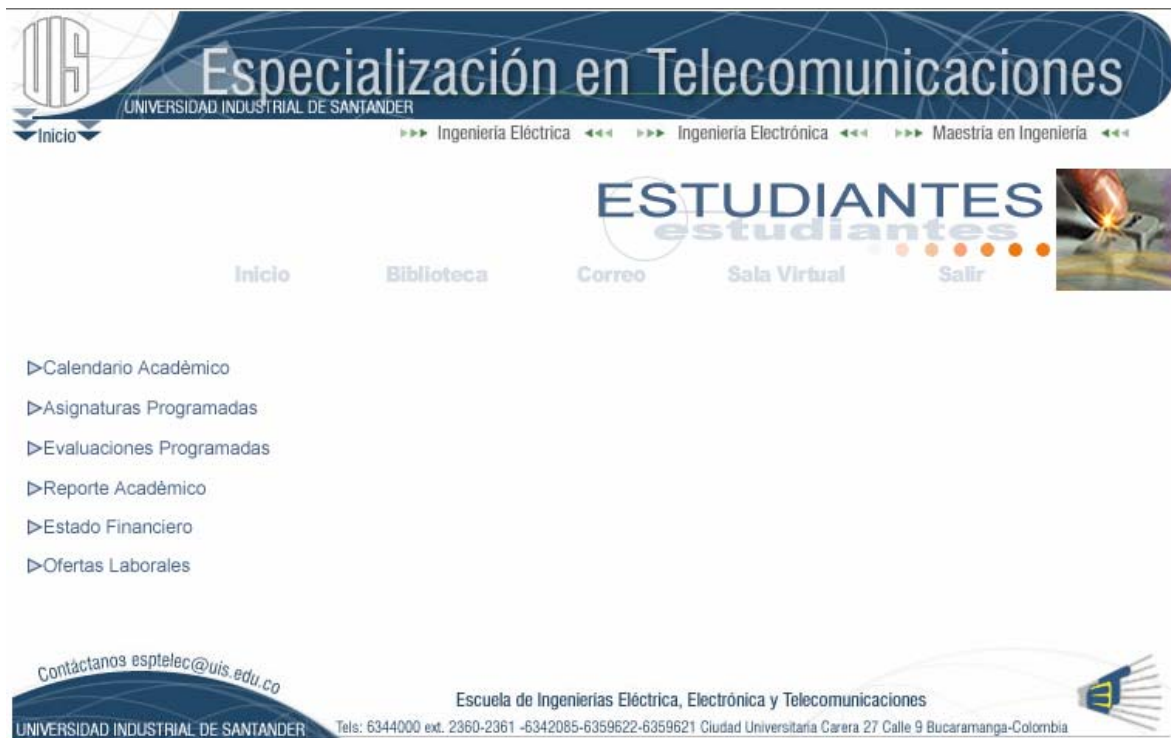 UIS
Especialización en Telecomunicaciones
UNIVERSIDAD INDUSTRIAL DE SANTANDER
Inicio
Ingeniería Eléctrica
Ingeniería Electrónica
Maestría en Ingeniería
ESTUDIANTES
estudiantes
Inicio Biblioteca Correo Sala Virtual Salir
Calendario Acadèmico
Asignaturas Programadas
Evaluaciones Programadas
Reporte Acadèmico
Estado Financiero
Ofertas Laborales
Contáctanos esptelec@uis.edu.co
Escuela de Ingenierías Eléctrica, Electrónica y Telecomunicaciones
UNIVERSIDAD INDUSTRIAL DE SANTANDER
Tels: 6344000 ext. 2360-2361 -6342085-6359622-6359621 Ciudad Universitaria Carera 27 Calle 9 Bucaramanga-Colombia